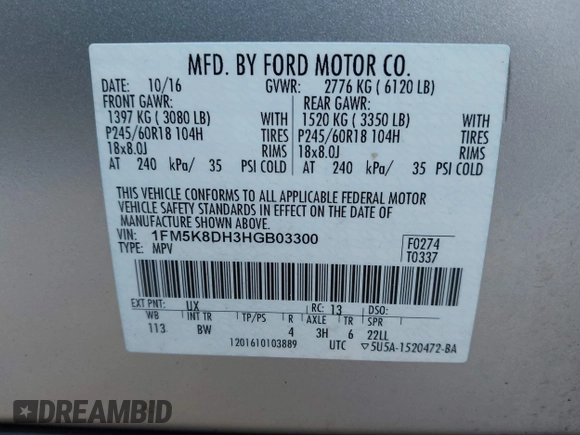 MFD. BY FORD MOTOR CO.
DATE: 10/16 GVWR: 2776 KG ( 6120 LB)
FRONT GAWR: REAR GAWR:
1397 KG ( 3080 LB) WITH 1520 KG ( 3350 LB) WITH
P245/60R18 104H TIRES P245/60R18 104H TIRES
18x8.0J RIMS 18x8.0J RIMS
AT 240 kPa/ 35 PSI COLD AT 240 kPa/ 35 PSI COLD
THIS VEHICLE CONFORMS TO ALL APPLICABLE FEDERAL MOTOR
VEHICLE SAFETY STANDARDS IN EFFECT ON THE DATE OF
MANUFACTURE SHOWN ABOVE.
VIN: 1FM5K8DH3HGB03300 F0274
TYPE: MPV T0337
EXT PNT: UX RC: 13 DSO:
WB INT TR TP/PS R AXLE TR SPR
113 BW 4 3H 6 22LL
1201610103889 UTC ▽5U5A-1520472-BA
DREAMBID